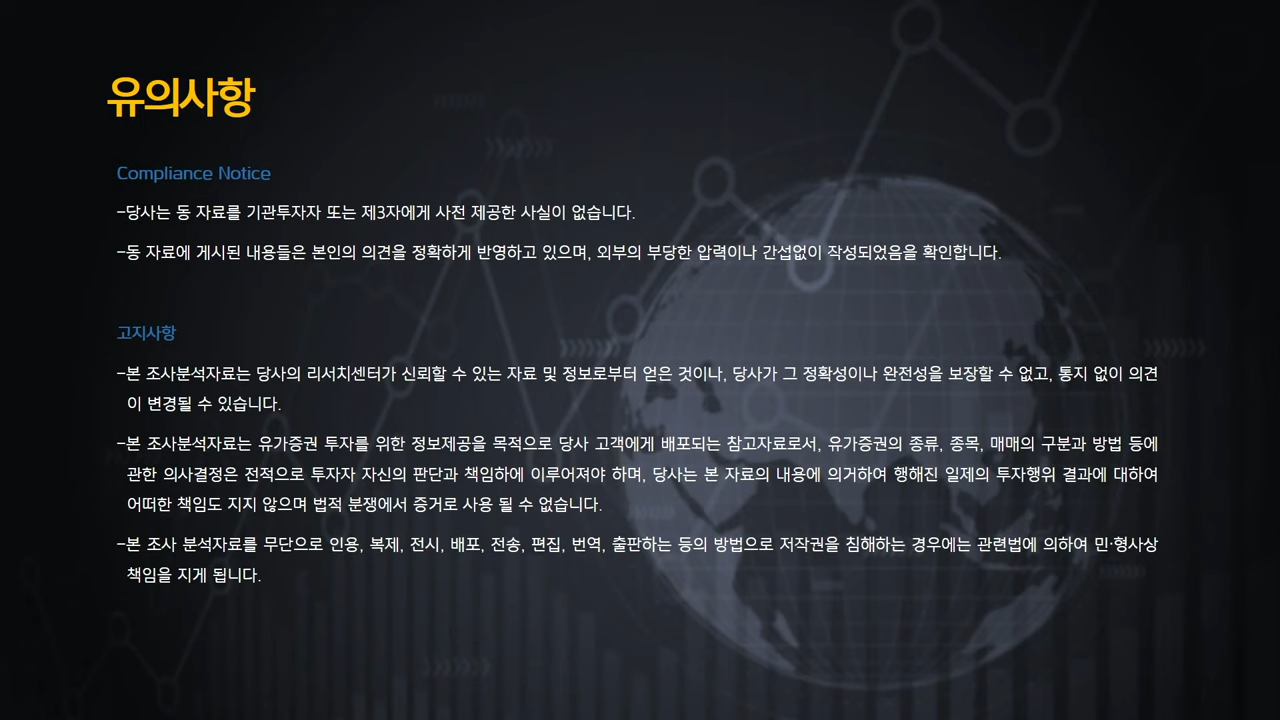 유의사항
Compliance Notice
-당사는 동 자료를 기관투자자 또는 제3자에게 사전 제공한 사실이 없습니다.
-동 자료에 게시된 내용들은 본인의 의견을 정확하게 반영하고 있으며, 외부의 부당한 압력이나 간섭없이 작성되었음을 확인합니다.
고지사항
-본 조사분석자료는 당사의 리서치센터가 신뢰할 수 있는 자료 및 정보로부터 얻은 것이나, 당사가 그 정확성이나 완전성을 보장할 수 없고, 통지 없이 의견
이 변경될 수 있습니다.
-본 조사분석자료는 유가증권 투자를 위한 정보제공을 목적으로 당사 고객에게 배포되는 참고자료로서, 유가증권의 종류, 종목, 매매의 구분과 방법 등에
관한 의사결정은 전적으로 투자자 자신의 판단과 책임하에 이루어져야 하며, 당사는 본 자료의 내용에 의거하여 행해진 일제의 투자행위 결과에 대하여
어떠한 책임도 지지 않으며 법적 분쟁에서 증거로 사용 될 수 없습니다.
-본 조사 분석자료를 무단으로 인용, 복제, 전시, 배포, 전송, 편집, 번역, 출판하는 등의 방법으로 저작권을 침해하는 경우에는 관련법에 의하여 민·형사상
책임을 지게 됩니다.